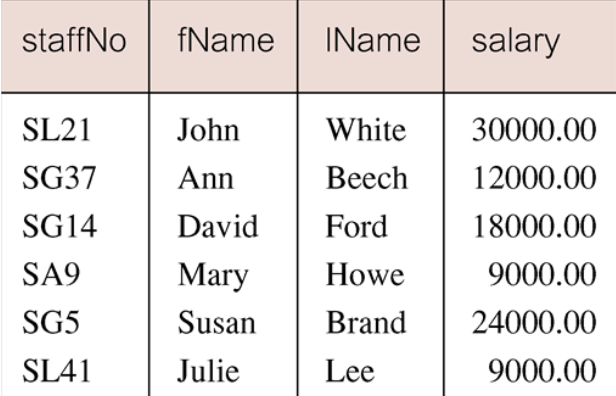 staffNo fName lName salary
SL21 John White 30000.00
SG37 Ann Beech 12000.00
SG14 David Ford 18000.00
SA9 Mary Howe 9000.00
SG5 Susan Brand 24000.00
SL41 Julie Lee 9000.00